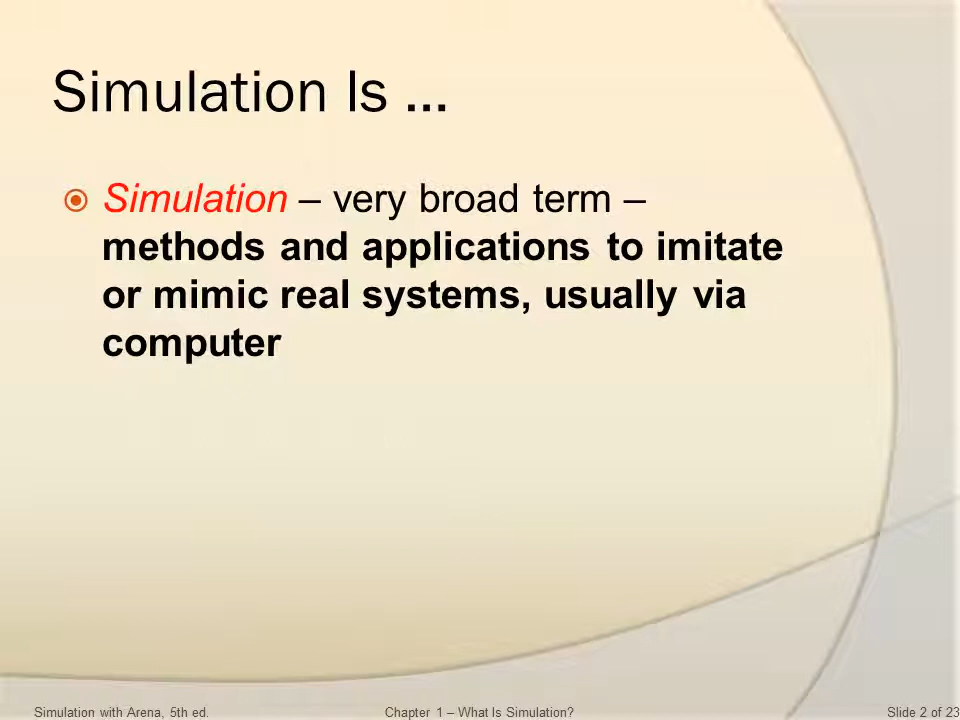 Simulation Is …
Simulation – very broad term –
methods and applications to imitate
or mimic real systems, usually via
computer
Simulation with Arena, 5th ed.
Chapter 1 – What Is Simulation?
Slide 2 of 23